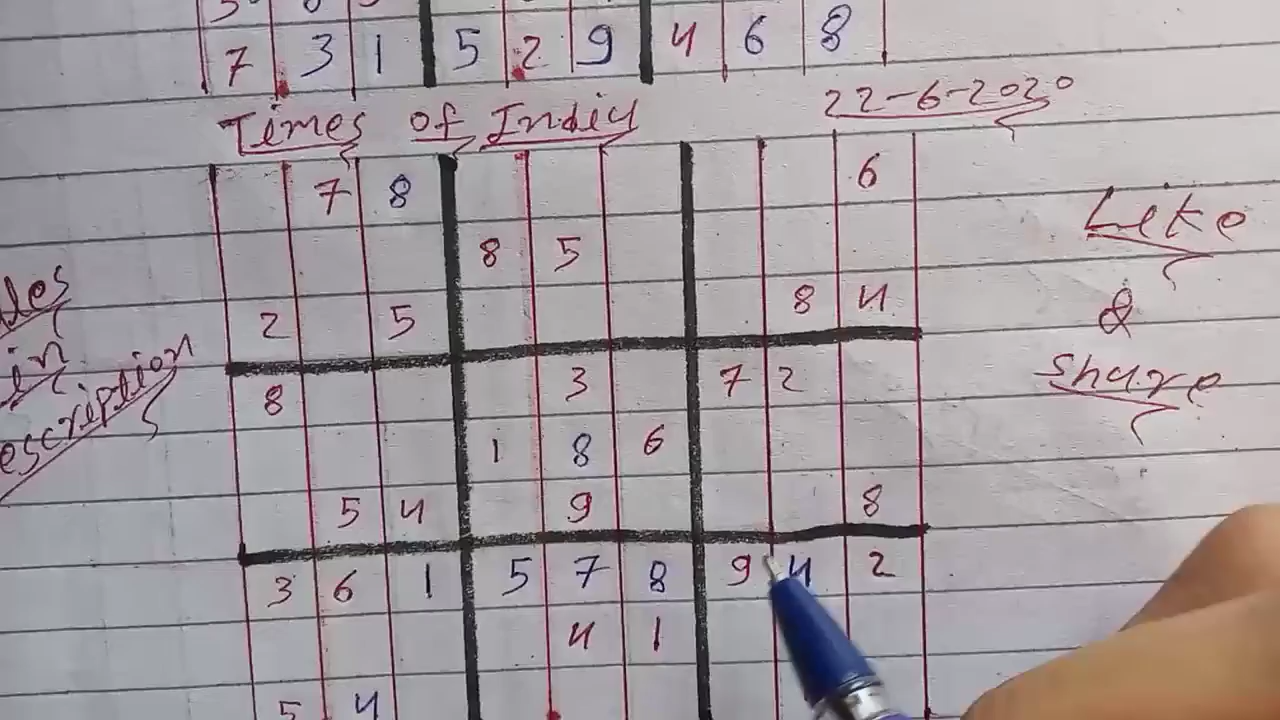 7 3 1 5 2 9 4 6 8
Times of India 22-6-2020
7 8 6
8 5
2 5 8 4
8 3 7 2
1 8 6
5 4 9 8
3 6 1 5 7 8 9 4 2
4 1
5 4
Like
&
Share
in